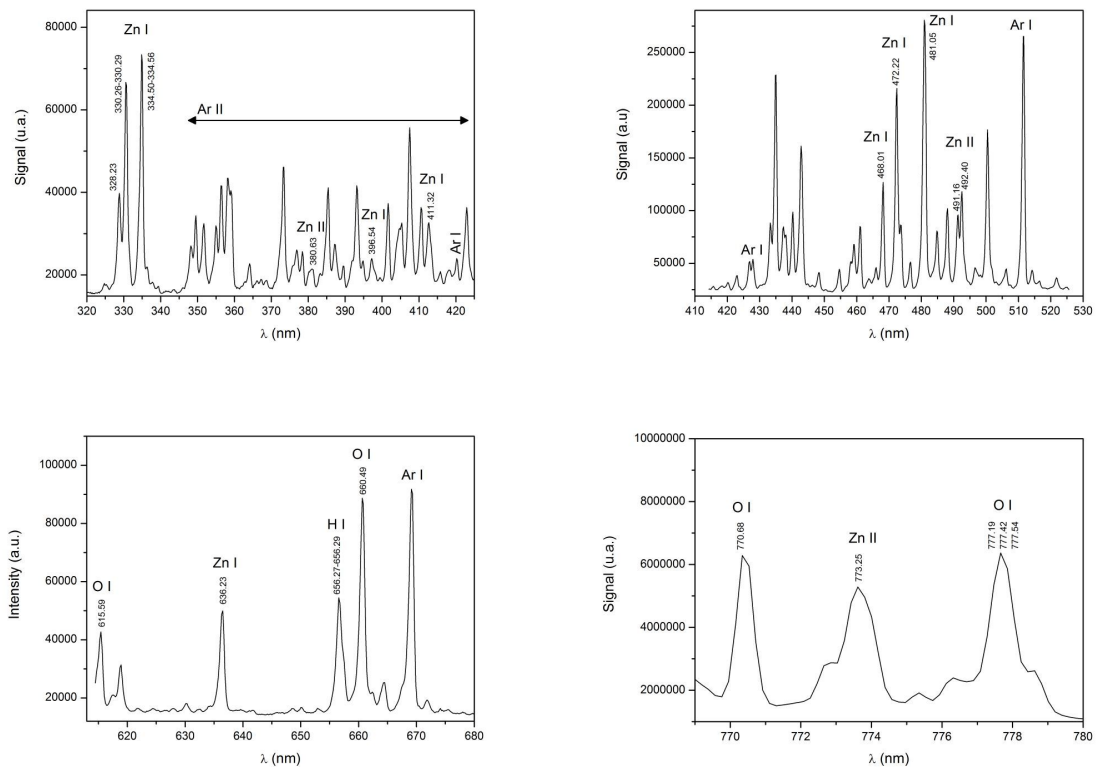 Zn I
328.23
330.26-330.29
334.50-334.56
Ar II
Zn II
380.63
Zn I
396.54
Zn I
411.32
Ar I
80000
60000
40000
20000
Signal (u.a.)
320 330 340 350 360 370 380 390 400 410 420
λ (nm)
Ar I
Zn I
468.01
Zn I
472.22
Zn I
481.05
Zn II
491.16
492.40
Ar I
250000
200000
150000
100000
50000
Signal (a.u)
410 420 430 440 450 460 470 480 490 500 510 520 530
λ (nm)
O I
615.59
Zn I
636.23
H I
656.27-656.29
O I
660.49
Ar I
100000
80000
60000
40000
20000
Intensity (a.u.)
620 630 640 650 660 670 680
λ (nm)
O I
770.68
Zn II
773.25
O I
777.19
777.42
777.54
10000000
8000000
6000000
4000000
2000000
Signal (u.a.)
770 772 774 776 778 780
λ (nm)